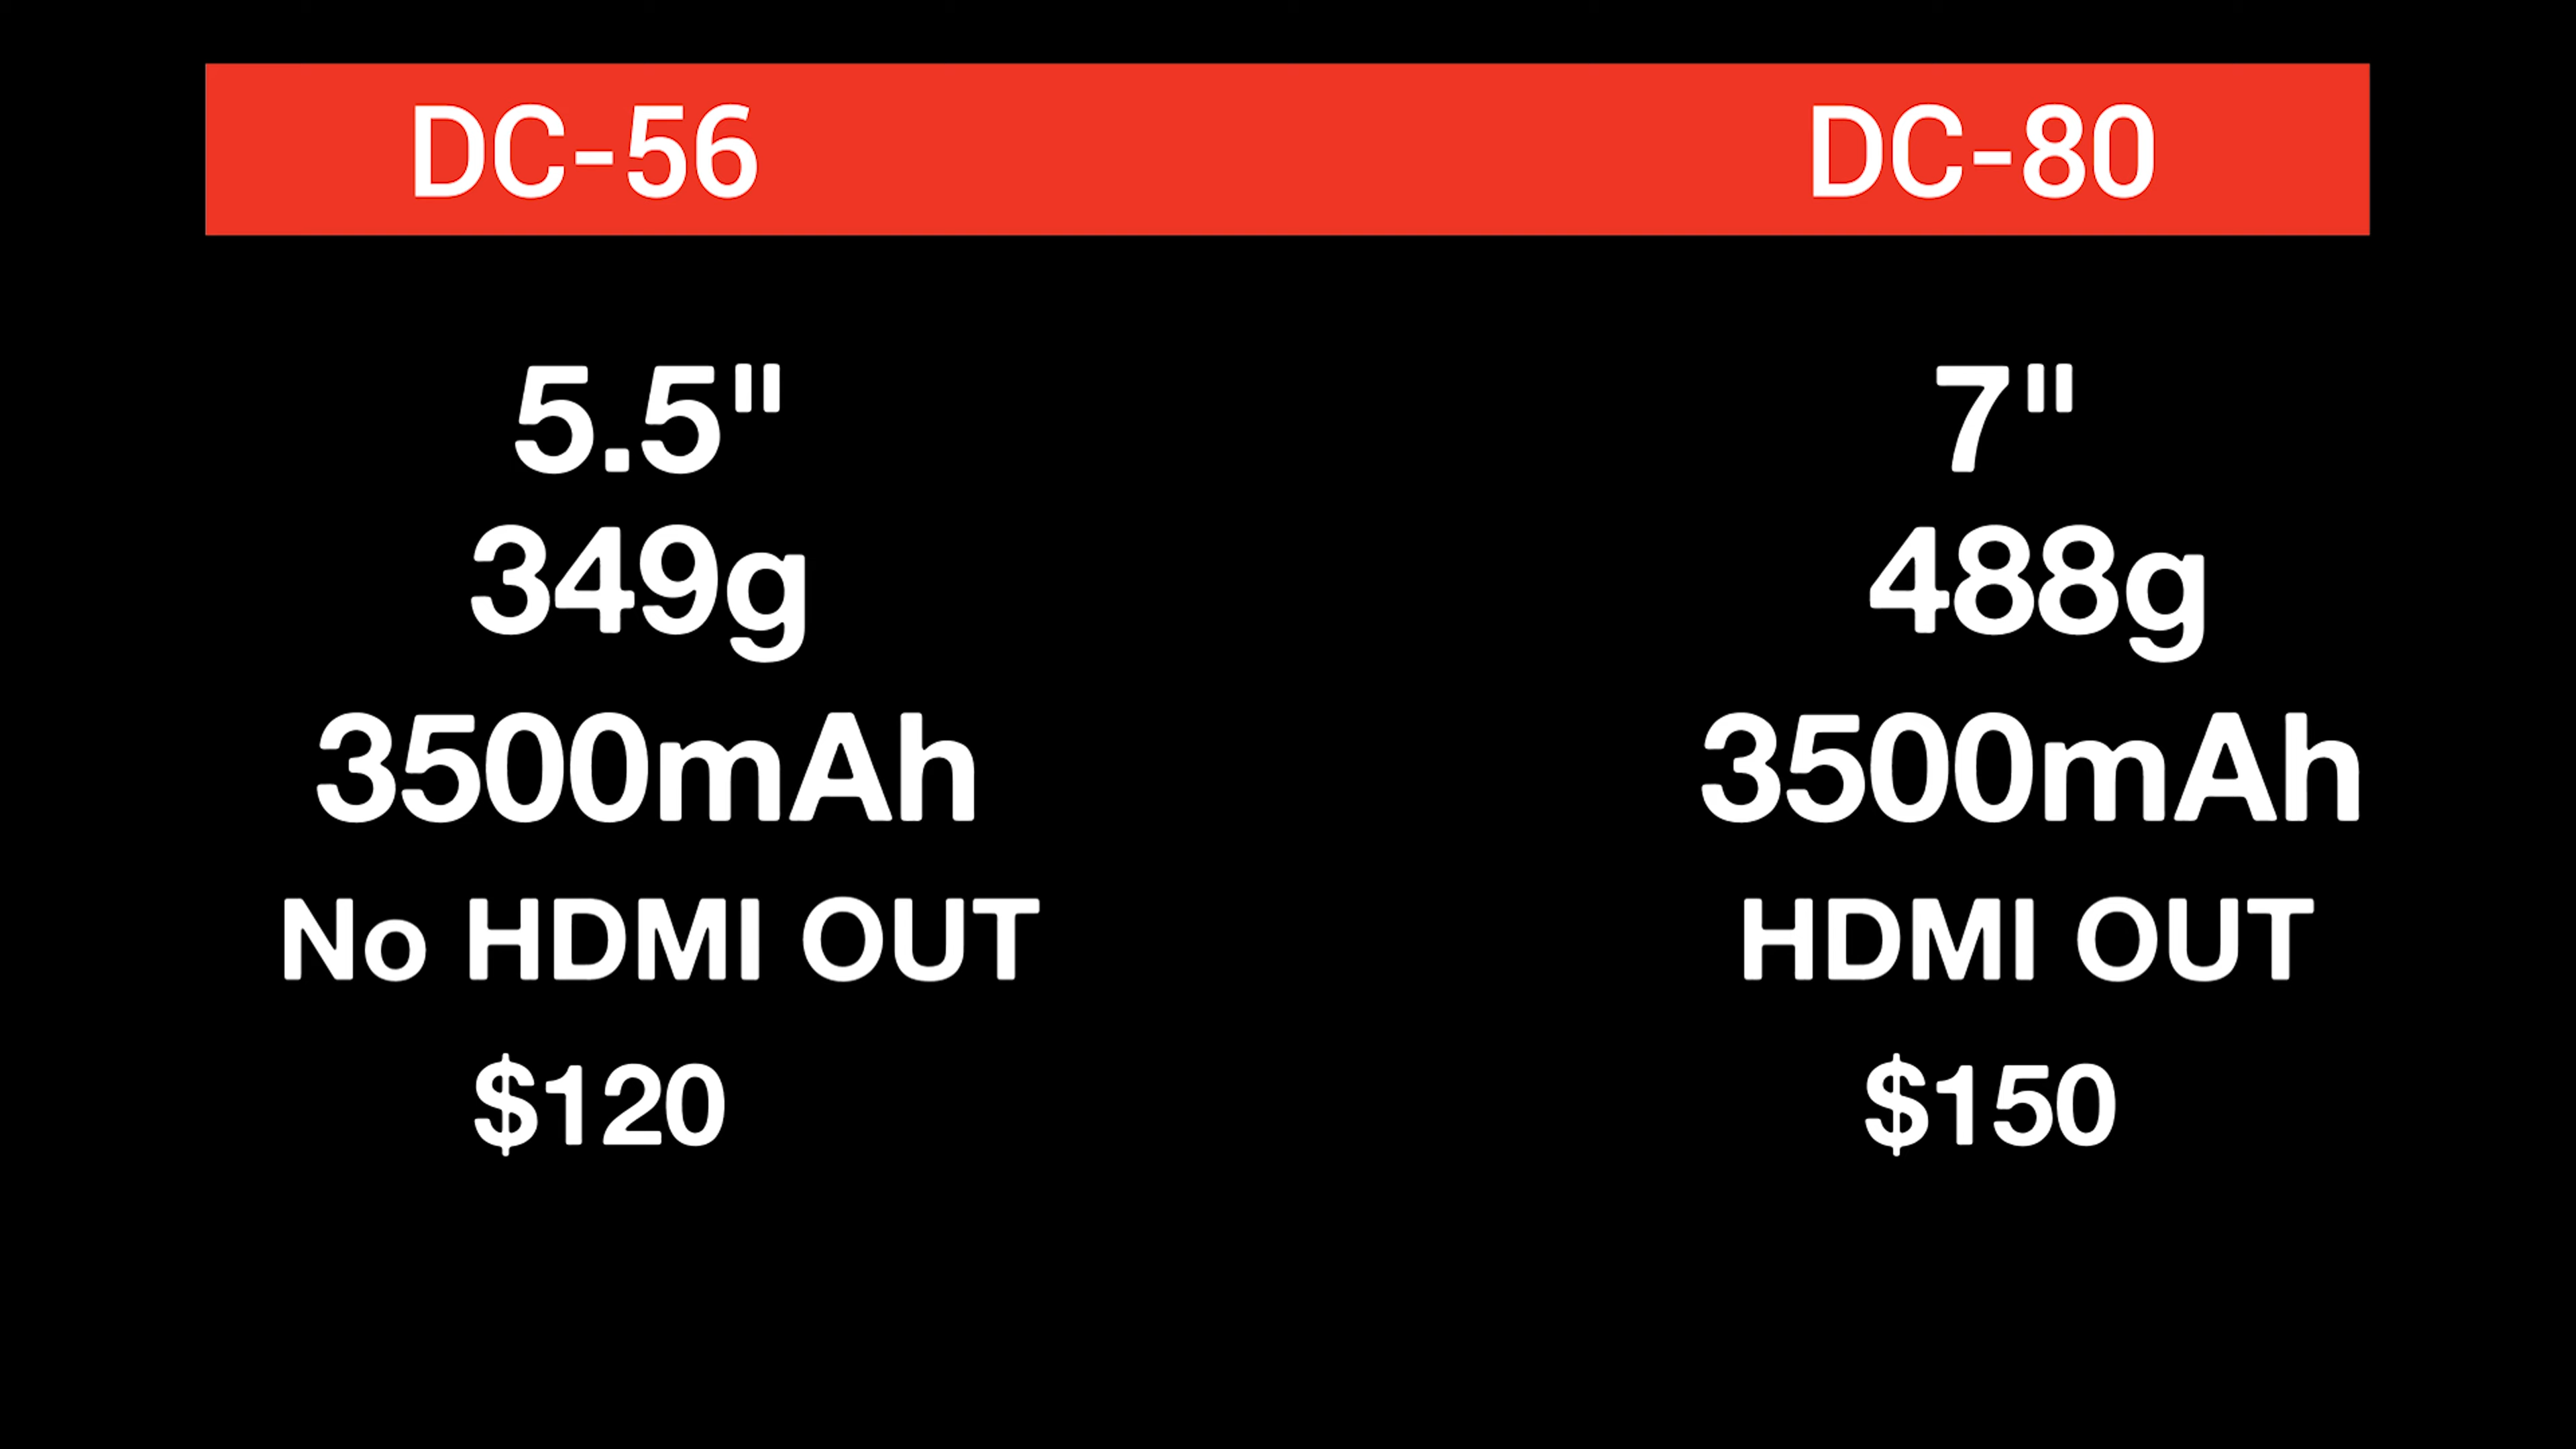 DC-56 DC-80
5.5" 7"
349g 488g
3500mAh 3500mAh
No HDMI OUT HDMI OUT
$120 $150